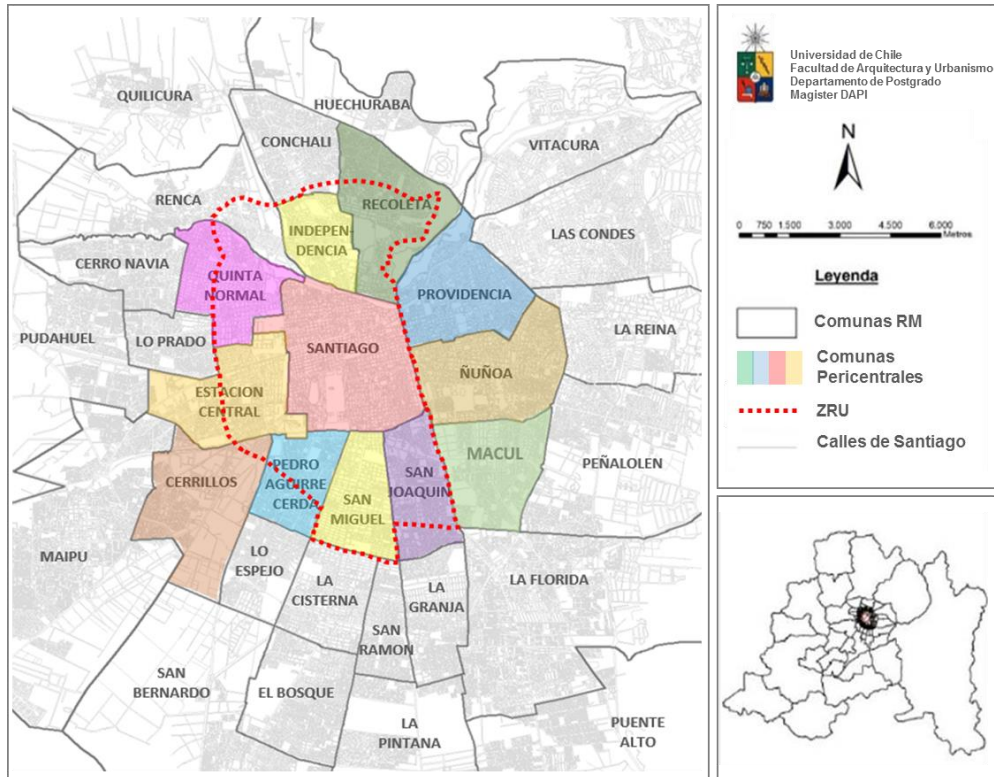 QUILICURA
HUECHURABA
CONCHALI
VITACURA
RENCA
RECOLETA
INDEPEN-
DENCIA
LAS CONDES
CERRO NAVIA
QUINTA
NORMAL
PROVIDENCIA
PUDAHUEL
LO PRADO
SANTIAGO
LA REINA
ÑUÑOA
ESTACION
CENTRAL
MACUL
PEÑALOLEN
CERRILLOS
PEDRO
AGUIRRE
CERDA
SAN
MIGUEL
SAN
JOAQUIN
MAIPU
LO
ESPEJO
LA
CISTERNA
LA
GRANJA
LA FLORIDA
SAN
RAMON
SAN
BERNARDO
EL BOSQUE
LA
PINTANA
PUENTE
ALTO
Universidad de Chile
Facultad de Arquitectura y Urbanismo
Departamento de Postgrado
Magister DAPI
N
0 750 1.500 3.000 4.500 6.000
Metros
Leyenda
Comunas RM
Comunas
Pericentrales
ZRU
Calles de Santiago